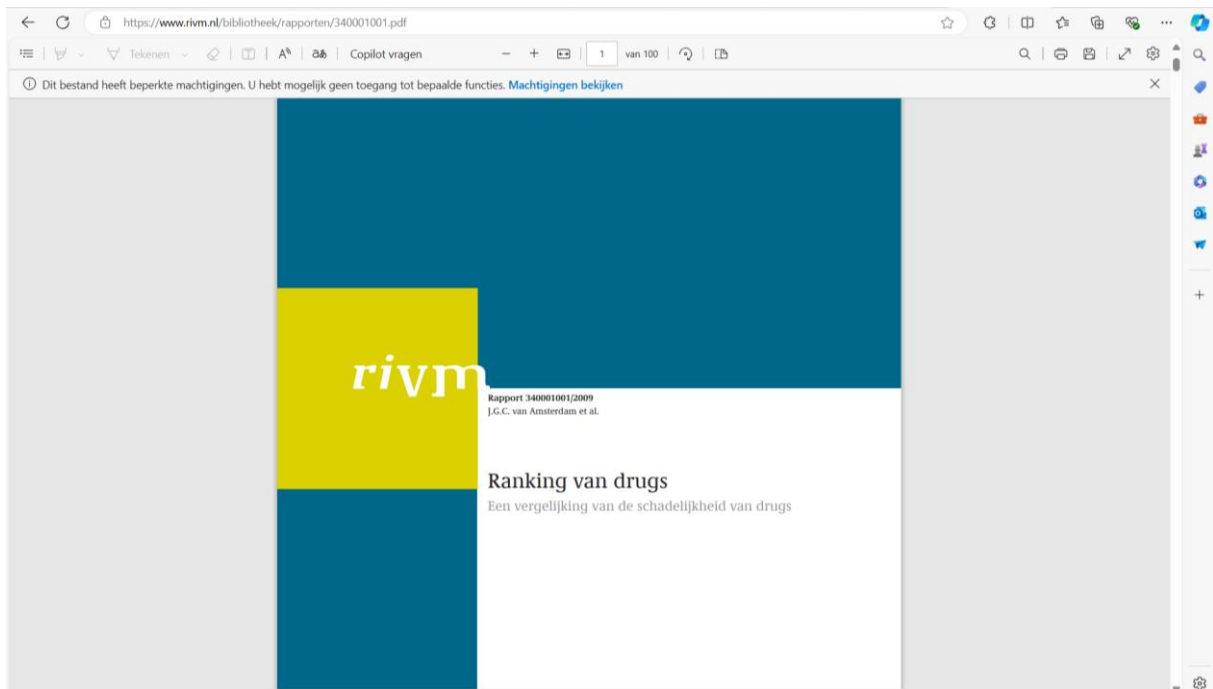 https://www.rivm.nl/bibliotheek/rapporten/340001001.pdf
Tekenen
A
aあ
Copilot vragen
1 van 100
Dit bestand heeft beperkte machtigingen. U hebt mogelijk geen toegang tot bepaalde functies. Machtigingen bekijken
rivm
Rapport 340001001/2009
J.G.C. van Amsterdam et al.
Ranking van drugs
Een vergelijking van de schadelijkheid van drugs